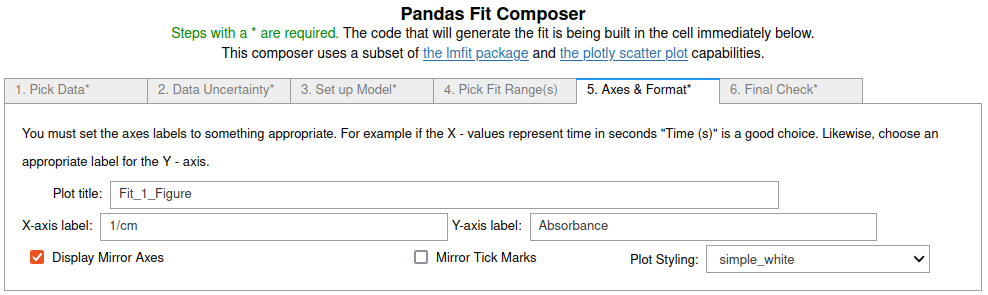 Pandas Fit Composer
Steps with a * are required. The code that will generate the fit is being built in the cell immediately below.
This composer uses a subset of the lmfit package and the plotly scatter plot capabilities.
1. Pick Data* 2. Data Uncertainty* 3. Set up Model* 4. Pick Fit Range(s) 5. Axes & Format* 6. Final Check*
You must set the axes labels to something appropriate. For example if the X - values represent time in seconds "Time (s)" is a good choice. Likewise, choose an
appropriate label for the Y - axis.
Plot title: Fit_1_Figure
X-axis label: 1/cm Y-axis label: Absorbance
Display Mirror Axes Mirror Tick Marks Plot Styling: simple_white